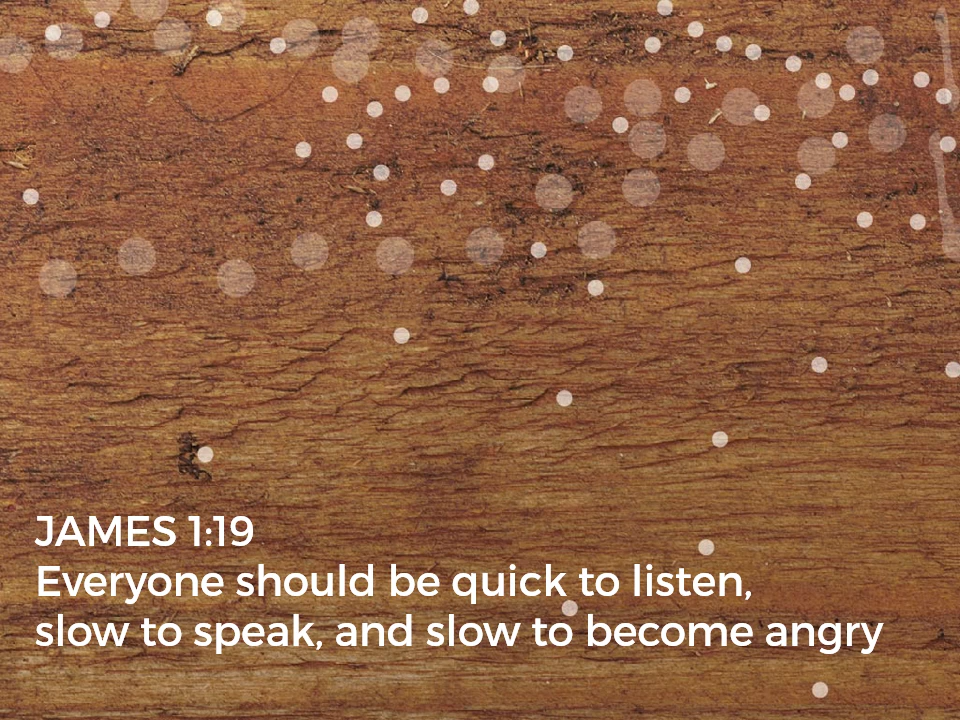 JAMES 1:19
Everyone should be quick to listen,
slow to speak, and slow to become angry